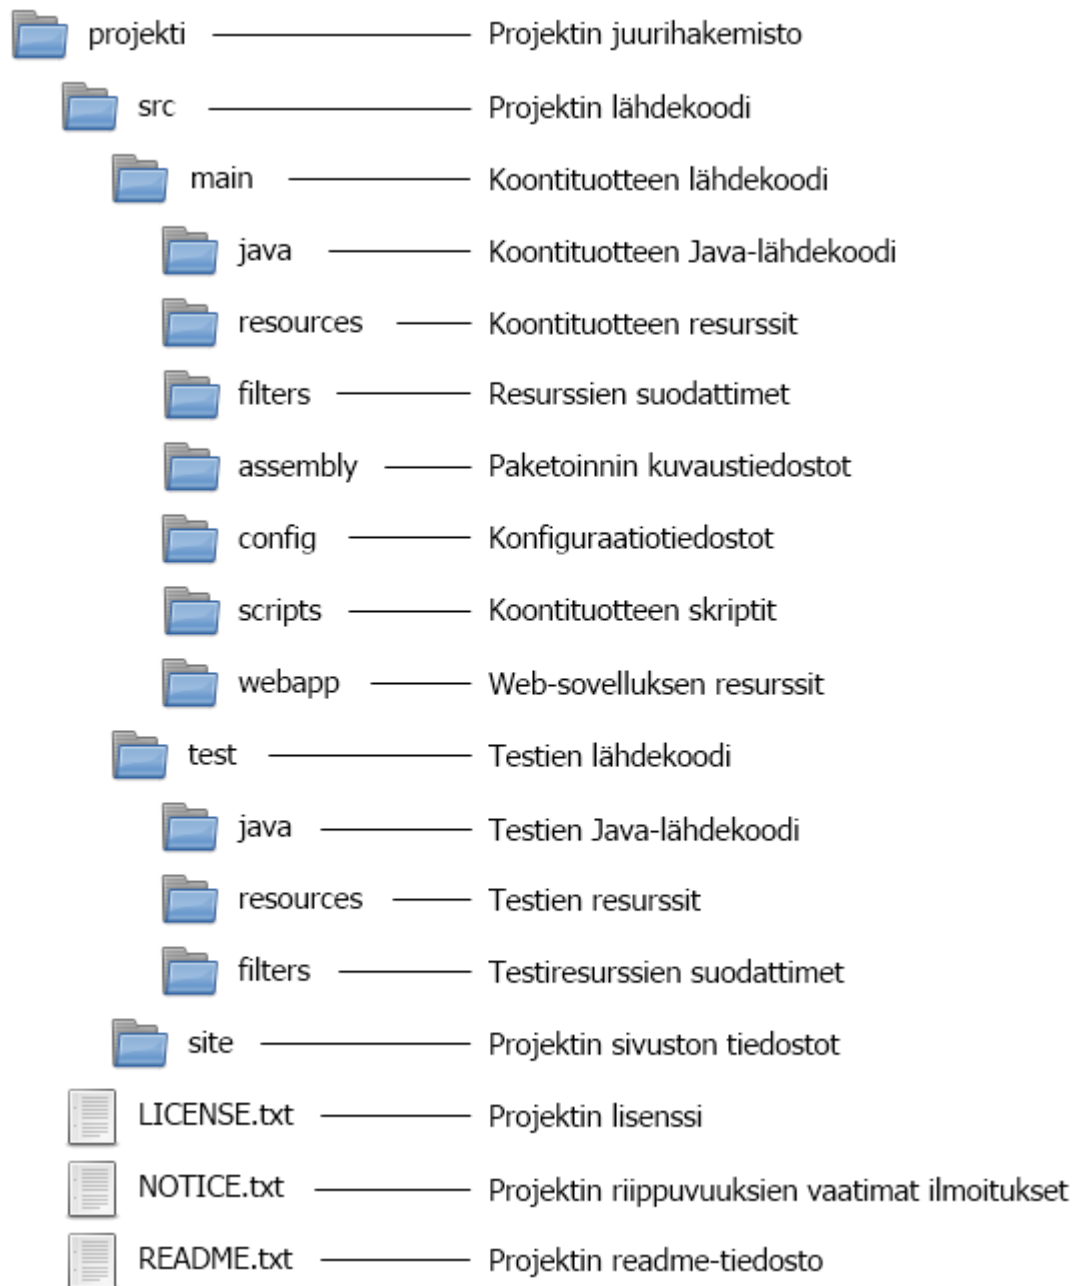 projekti Projektin juurihakemisto
src Projektin lähdekoodi
main Koontituotteen lähdekoodi
java Koontituotteen Java-lähdekoodi
resources Koontituotteen resurssit
filters Resurssien suodattimet
assembly Paketoinnin kuvaustiedostot
config Konfiguraatiotiedostot
scripts Koontituotteen skriptit
webapp Web-sovelluksen resurssit
test Testien lähdekoodi
java Testien Java-lähdekoodi
resources Testien resurssit
filters Testiresurssien suodattimet
site Projektin sivuston tiedostot
LICENSE.txt Projektin lisenssi
NOTICE.txt Projektin riippuvuuksien vaatimat ilmoitukset
README.txt Projektin readme-tiedosto